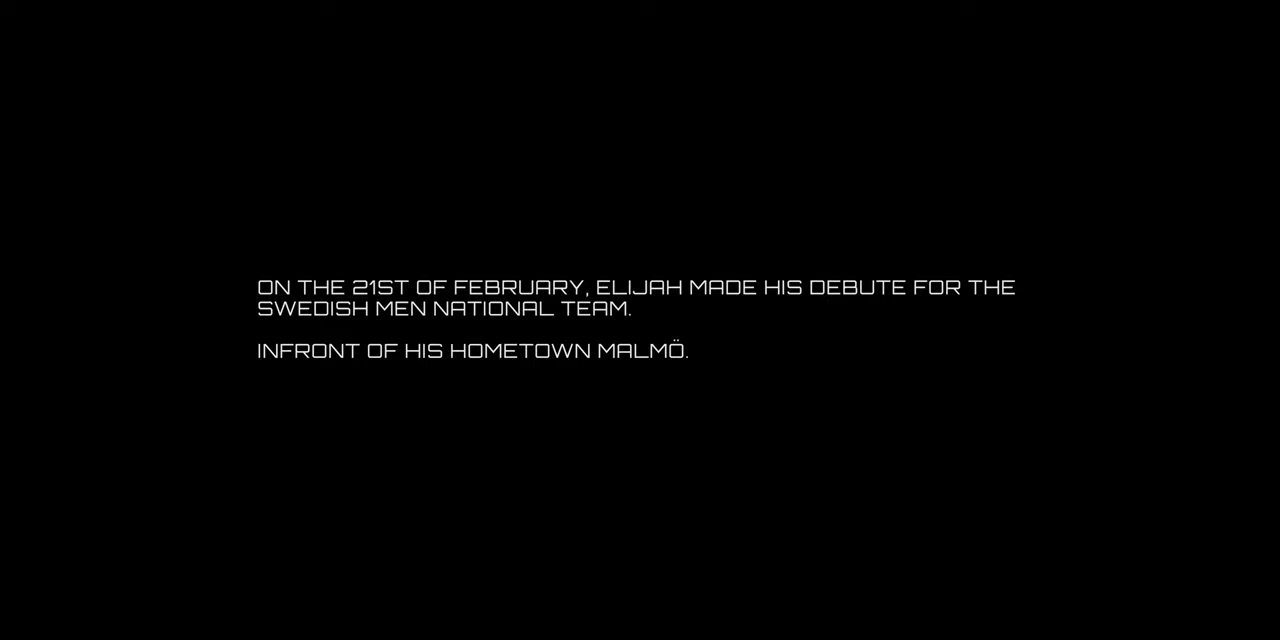 ON THE 21ST OF FEBRUARY, ELIJAH MADE HIS DEBUTE FOR THE
SWEDISH MEN NATIONAL TEAM.
INFRONT OF HIS HOMETOWN MALMÖ.